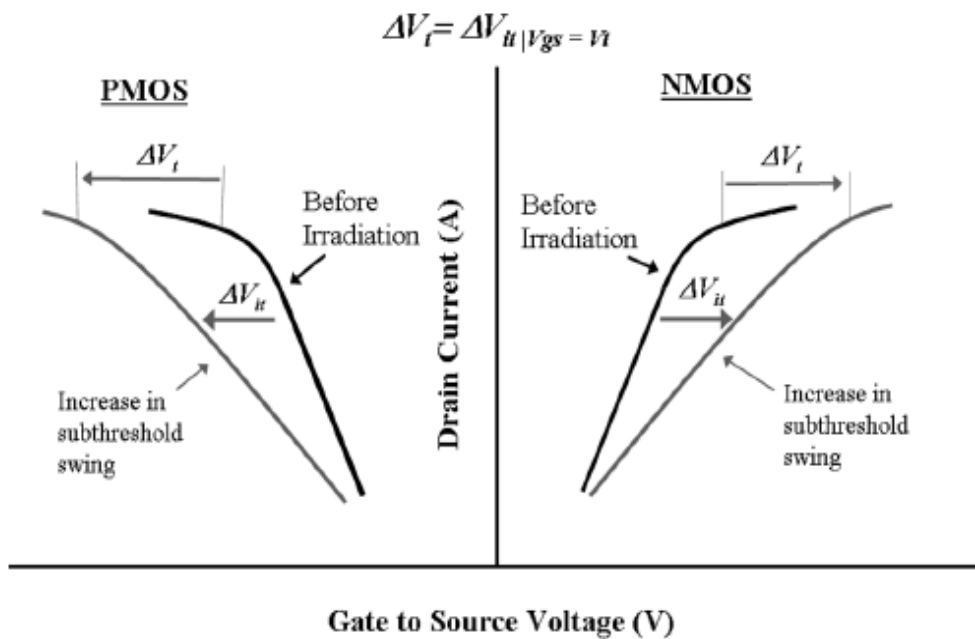 ΔVt = ΔVit |Vgs = Vt
PMOS
ΔVt
Before
Irradiation
ΔVit
Increase in
subthreshold
swing
Drain Current (A)
NMOS
ΔVt
Before
Irradiation
ΔVit
Increase in
subthreshold
swing
Gate to Source Voltage (V)